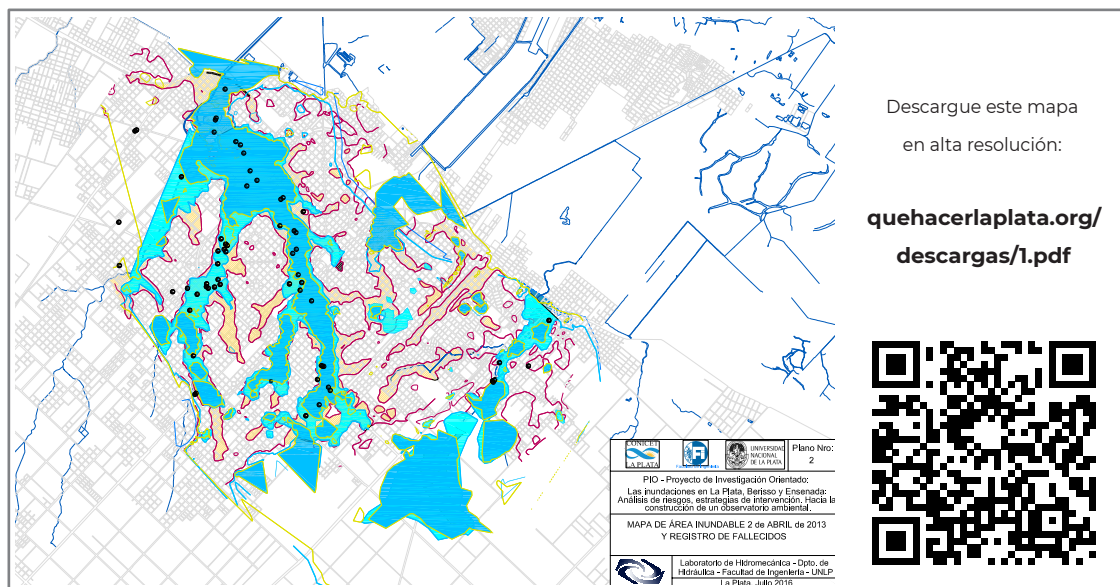 Descargue este mapa
en alta resolución:
quehacerlaplata.org/
descargas/1.pdf
CONICET
LA PLATA
UNIVERSIDAD
NACIONAL
DE LA PLATA
Plano Nro:
2
PIO - Proyecto de Investigación Orientado:
Las inundaciones en La Plata, Berisso y Ensenada:
Análisis de riesgos, estrategias de intervención. Hacia la
construcción de un observatorio ambiental.
MAPA DE ÁREA INUNDABLE 2 de ABRIL de 2013
Y REGISTRO DE FALLECIDOS
Laboratorio de Hidromecánica - Dpto. de
Hidráulica - Facultad de Ingeniería - UNLP
La Plata, Julio 2016